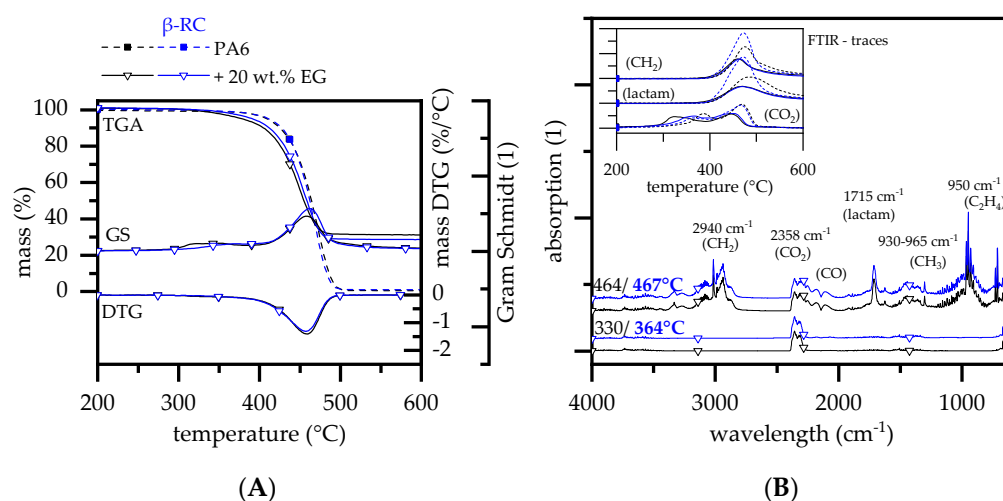 β-RC
PA6
+ 20 wt.% EG
100
80
60
40
20
0
mass (%)
TGA
GS
DTG
0
-1
-2
mass DTG (%/°C)
Gram Schmidt (1)
200
300
400
500
600
temperature (°C)
(A)
FTIR - traces
(CH2)
(lactam)
(CO2)
200
400
600
temperature (°C)
absorption (1)
2940 cm-1
(CH2)
2358 cm-1
(CO2)
(CO)
1715 cm-1
(lactam)
930-965 cm-1
(CH3)
950 cm-1
(C2H4)
464/ 467°C
330/ 364°C
4000
3000
2000
1000
wavelength (cm-1)
(B)